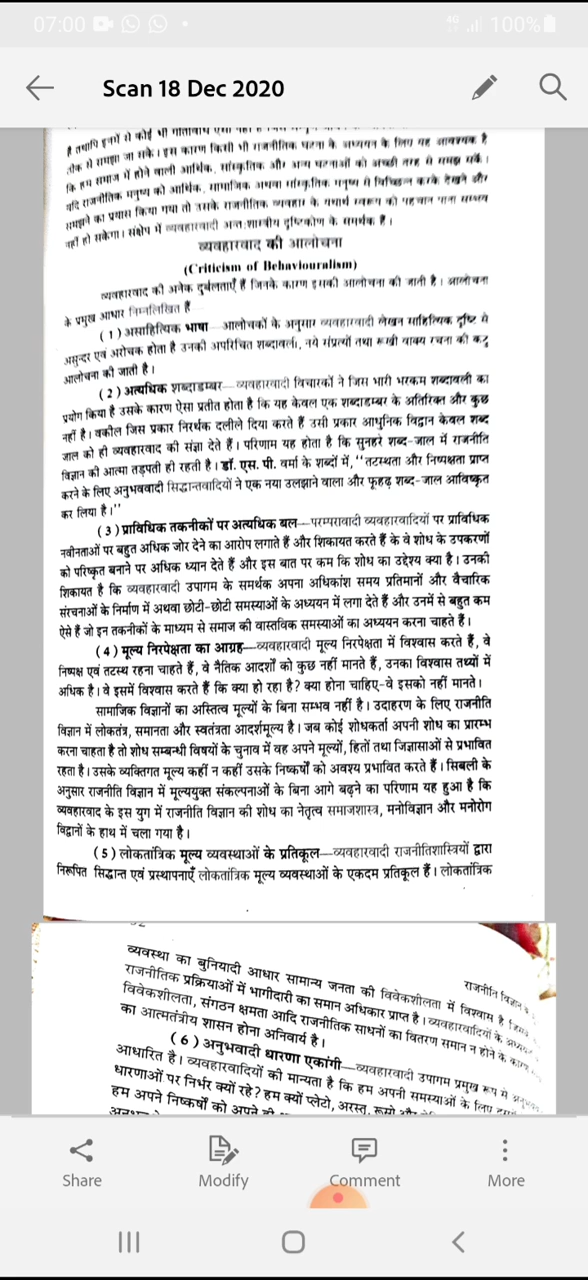 07:00
4G
100%
Scan 18 Dec 2020
है तथापि इनमें से कोई भी
ठीक से समझा जा सके। इस कारण किसी भी राजनीतिक घटना के अध्ययन के लिए यह आवश्यक है
कि हम समाज में होने वाली आर्थिक, सांस्कृतिक और अन्य घटनाओं को अच्छी तरह से समझ सकें।
यदि राजनीतिक मनुष्य को आर्थिक, सामाजिक अथवा सांस्कृतिक मनुष्य से विच्छिन्न करके देखने और
समझने का प्रयास किया गया तो उसके राजनीतिक व्यवहार के यथार्थ स्वरूप को पहचान पाना सम्भव
नहीं हो सकेगा। संक्षेप में व्यवहारवादी अन्तःशास्त्रीय दृष्टिकोण के समर्थक हैं।
व्यवहारवाद की आलोचना
(Criticism of Behaviouralism)
व्यवहारवाद की अनेक दुर्बलताएँ हैं जिनके कारण इसकी आलोचना की जाती है। आलोचना
के प्रमुख आधार निम्नलिखित हैं—
(1) असाहित्यिक भाषा—आलोचकों के अनुसार व्यवहारवादी लेखन साहित्यिक दृष्टि से
असुन्दर एवं अरोचक होता है उनकी अपरिचित शब्दावली, नये संप्रत्यों तथा रूखी वाक्य रचना की कटु
आलोचना की जाती है।
(2) अत्यधिक शब्दाडम्बर—व्यवहारवादी विचारकों ने जिस भारी भरकम शब्दावली का
प्रयोग किया है उसके कारण ऐसा प्रतीत होता है कि यह केवल एक शब्दाडम्बर के अतिरिक्त और कुछ
नहीं है। वकील जिस प्रकार निरर्थक दलीलें दिया करते हैं उसी प्रकार आधुनिक विद्वान केवल शब्द
जाल को ही व्यवहारवाद की संज्ञा देते हैं। परिणाम यह होता है कि सुनहरे शब्द-जाल में राजनीति
विज्ञान की आत्मा तड़पती ही रहती है। डॉ. एस. पी. वर्मा के शब्दों में, "तटस्थता और निष्पक्षता प्राप्त
करने के लिए अनुभववादी सिद्धान्तवादियों ने एक नया उलझाने वाला और फूहड़ शब्द-जाल आविष्कृत
कर लिया है।"
(3) प्राविधिक तकनीकों पर अत्यधिक बल—परम्परावादी व्यवहारवादियों पर प्राविधिक
नवीनताओं पर बहुत अधिक जोर देने का आरोप लगाते हैं और शिकायत करते हैं के वे शोध के उपकरणों
को परिष्कृत बनाने पर अधिक ध्यान देते हैं और इस बात पर कम कि शोध का उद्देश्य क्या है। उनकी
शिकायत है कि व्यवहारवादी उपागम के समर्थक अपना अधिकांश समय प्रतिमानों और वैचारिक
संरचनाओं के निर्माण में अथवा छोटी-छोटी समस्याओं के अध्ययन में लगा देते हैं और उनमें से बहुत कम
ऐसे हैं जो इन तकनीकों के माध्यम से समाज की वास्तविक समस्याओं का अध्ययन करना चाहते हैं।
(4) मूल्य निरपेक्षता का आग्रह—व्यवहारवादी मूल्य निरपेक्षता में विश्वास करते हैं, वे
निष्पक्ष एवं तटस्थ रहना चाहते हैं, वे नैतिक आदर्शों को कुछ नहीं मानते हैं, उनका विश्वास तथ्यों में
अधिक है। वे इसमें विश्वास करते हैं कि क्या हो रहा है? क्या होना चाहिए-वे इसको नहीं मानते।
सामाजिक विज्ञानों का अस्तित्व मूल्यों के बिना सम्भव नहीं है। उदाहरण के लिए राजनीति
विज्ञान में लोकतंत्र, समानता और स्वतंत्रता आदर्शमूल्य है। जब कोई शोधकर्ता अपनी शोध का प्रारम्भ
करना चाहता है तो शोध सम्बन्धी विषयों के चुनाव में वह अपने मूल्यों, हितों तथा जिज्ञासाओं से प्रभावित
रहता है। उसके व्यक्तिगत मूल्य कहीं न कहीं उसके निष्कर्षों को अवश्य प्रभावित करते हैं। सिबली के
अनुसार राजनीति विज्ञान में मूल्ययुक्त संकल्पनाओं के बिना आगे बढ़ने का परिणाम यह हुआ है कि
व्यवहारवाद के इस युग में राजनीति विज्ञान की शोध का नेतृत्व समाजशास्त्र, मनोविज्ञान और मनोरोग
विद्वानों के हाथ में चला गया है।
(5) लोकतांत्रिक मूल्य व्यवस्थाओं के प्रतिकूल—व्यवहारवादी राजनीतिशास्त्रियों द्वारा
निरूपित सिद्धान्त एवं प्रस्थापनाएँ लोकतांत्रिक मूल्य व्यवस्थाओं के एकदम प्रतिकूल हैं। लोकतांत्रिक
राजनीति विज्ञान
व्यवस्था का बुनियादी आधार सामान्य जनता की विवेकशीलता में विश्वास है
राजनीतिक प्रक्रियाओं में भागीदारी का समान अधिकार प्राप्त है। व्यवहारवादियों के
विवेकशीलता, संगठन क्षमता आदि राजनीतिक साधनों का वितरण समान न होने के कारण
का आत्मतंत्रीय शासन होना अनिवार्य है।
(6) अनुभवादी धारणा एकांगी—व्यवहारवादी उपागम प्रमुख रूप से
आधारित है। व्यवहारवादियों की मान्यता है कि हम अपनी समस्याओं के लिए
धारणाओं पर निर्भर क्यों रहे? हम क्यों प्लेटो, अरस्तू, रूसो और
हम अपने निष्कर्षों को अपने ही
Share
Modify
Comment
More